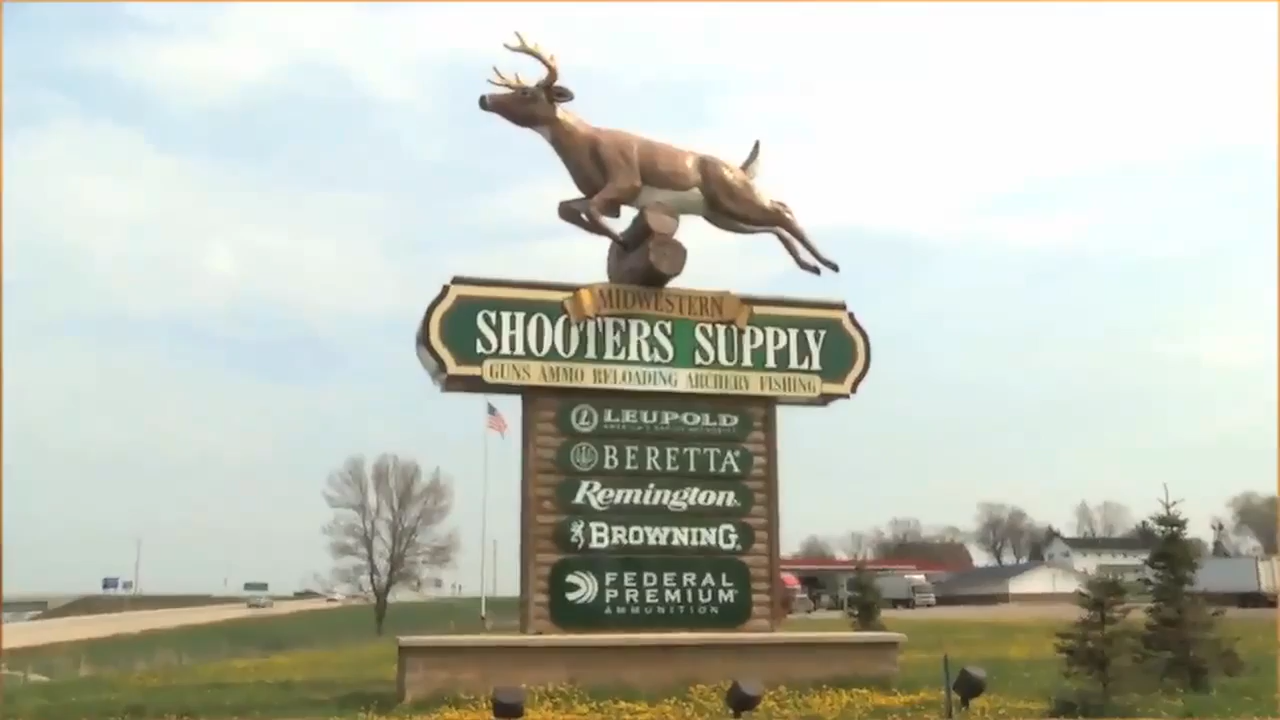 MIDWESTERN
SHOOTERS SUPPLY
GUNS AMMO RELOADING ARCHERY FISHING
LEUPOLD
BERETTA
Remington
BROWNING
FEDERAL
PREMIUM
AMMUNITION